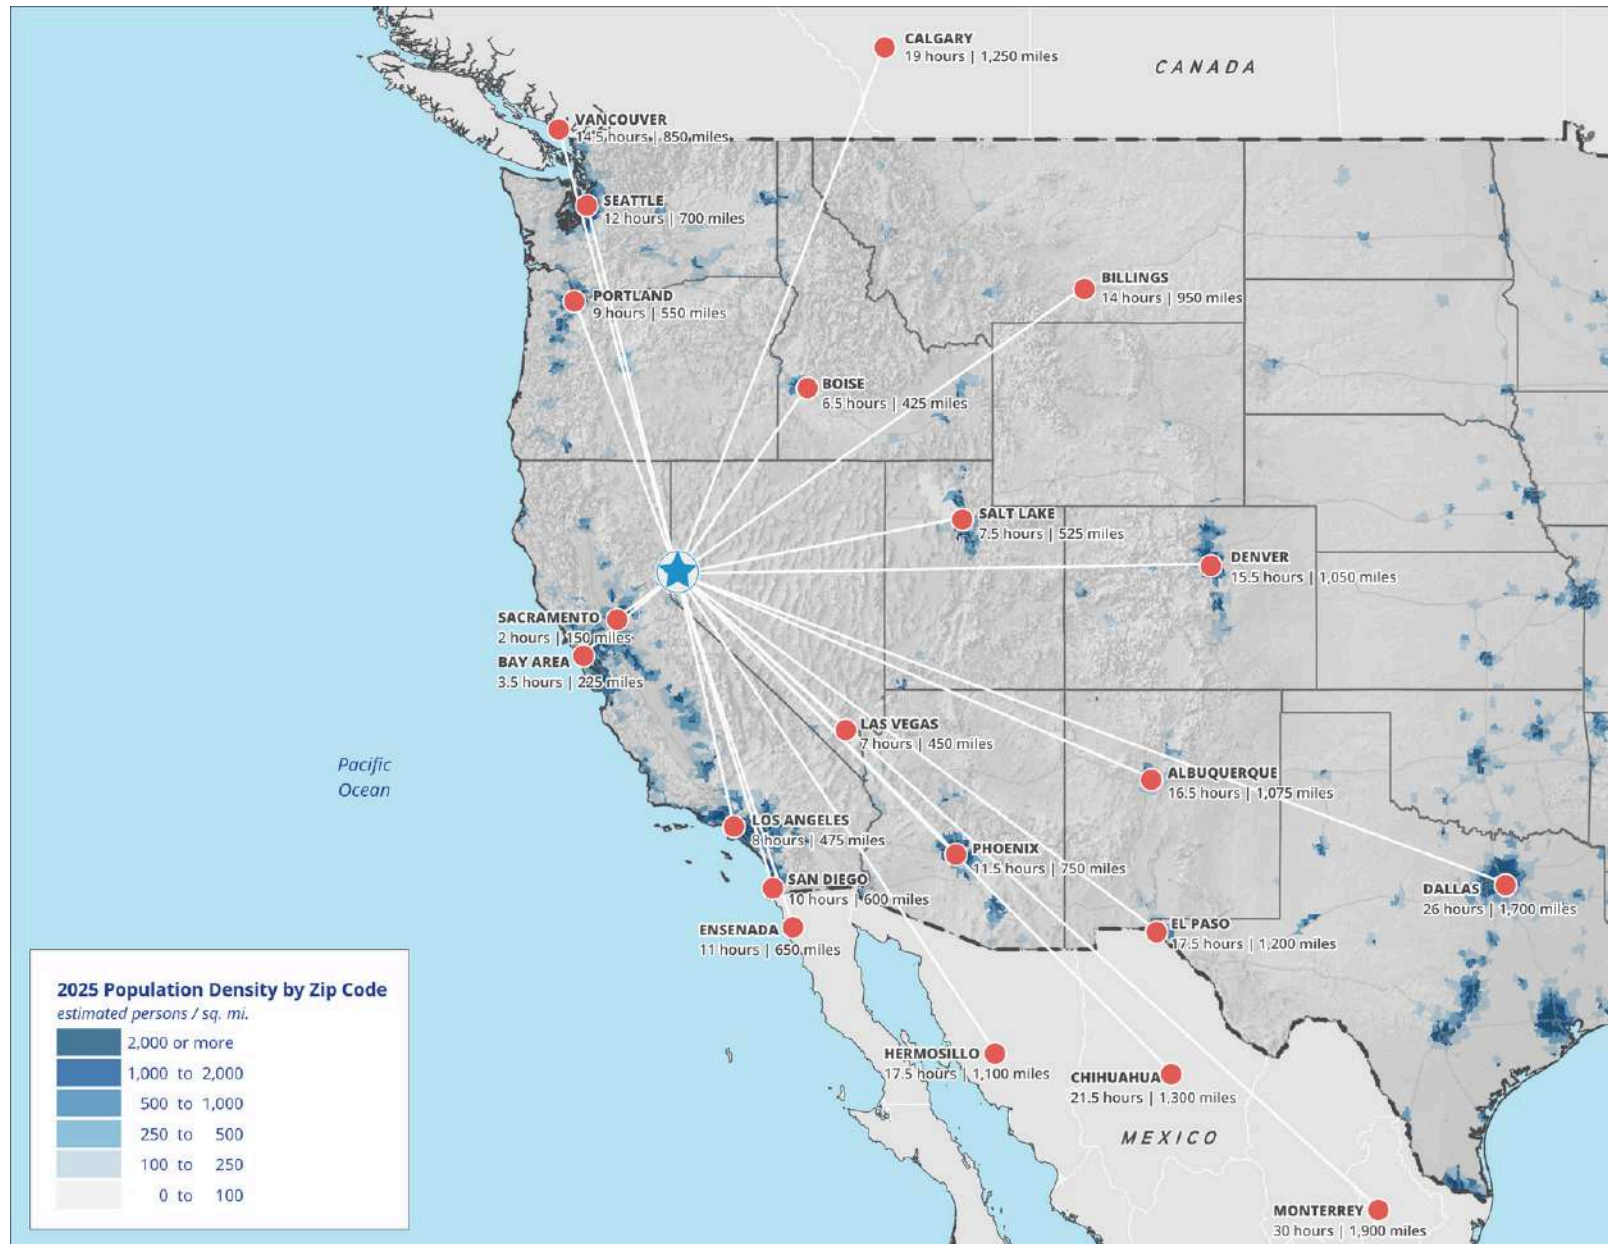 CALGARY
19 hours | 1,250 miles
CANADA
VANCOUVER
14.5 hours | 850 miles
SEATTLE
12 hours | 700 miles
BILLINGS
14 hours | 950 miles
PORTLAND
9 hours | 550 miles
BOISE
6.5 hours | 425 miles
SALT LAKE
7.5 hours | 525 miles
DENVER
15.5 hours | 1,050 miles
SACRAMENTO
2 hours | 150 miles
BAY AREA
3.5 hours | 225 miles
LAS VEGAS
7 hours | 450 miles
Pacific
Ocean
ALBUQUERQUE
16.5 hours | 1,075 miles
LOS ANGELES
8 hours | 475 miles
PHOENIX
11.5 hours | 750 miles
SAN DIEGO
10 hours | 600 miles
DALLAS
26 hours | 1,700 miles
ENSENADA
11 hours | 650 miles
EL PASO
17.5 hours | 1,200 miles
HERMOSILLO
17.5 hours | 1,100 miles
CHIHUAHUA
21.5 hours | 1,300 miles
MEXICO
MONTERREY
30 hours | 1,900 miles
2025 Population Density by Zip Code
estimated persons / sq. mi.
2,000 or more
1,000 to 2,000
500 to 1,000
250 to 500
100 to 250
0 to 100